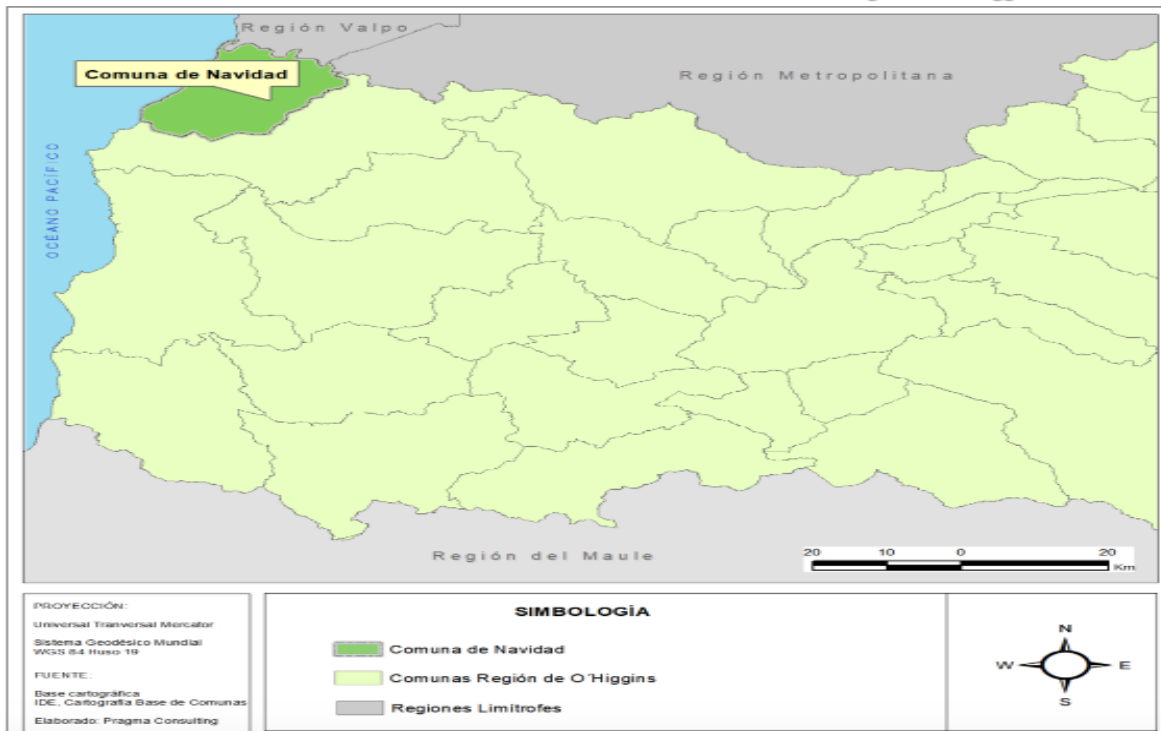 Región Valpo
Comuna de Navidad
Región Metropolitana
OCÉANO PACÍFICO
Región del Maule
20 10 0 20
Km
PROYECCIÓN:
Universal Tranversal Mercator
Sistema Geodésico Mundial
WGS 84 Huso 19
FUENTE:
Base cartográfica
IDE, Cartografía Base de Comunas
Elaborado: Pragma Consulting
SIMBOLOGÍA
Comuna de Navidad
Comunas Región de O´Higgins
Regiones Limítrofes
N
W E
S